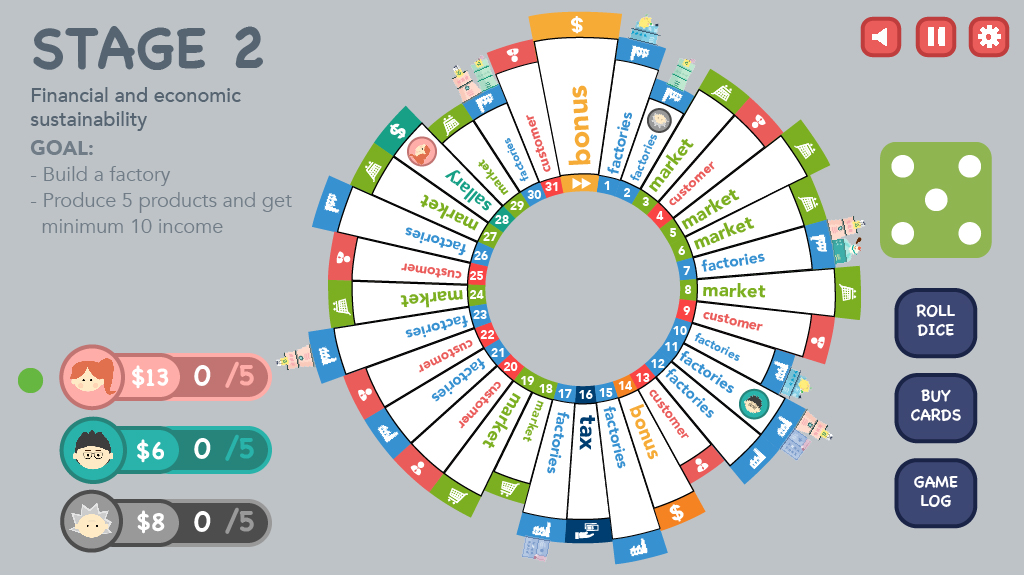 STAGE 2
Financial and economic
sustainability
GOAL:
- Build a factory
- Produce 5 products and get
minimum 10 income
$13 0 /5
$6 0 /5
$8 0 /5
$
bonus
factories 1
factories 2
market 3
customer 4
market 5
market 6
factories 7
market 8
customer 9
factories 10
factories 11
factories 12
customer 13
bonus 14
$
factories 15
tax 16
factories 17
market 18
market 19
customer 20
factories 21
customer 22
factories 23
market 24
customer 25
factories 26
market 27
sallary 28
$
market 29
factories 30
customer 31
ROLL
DICE
BUY
CARDS
GAME
LOG